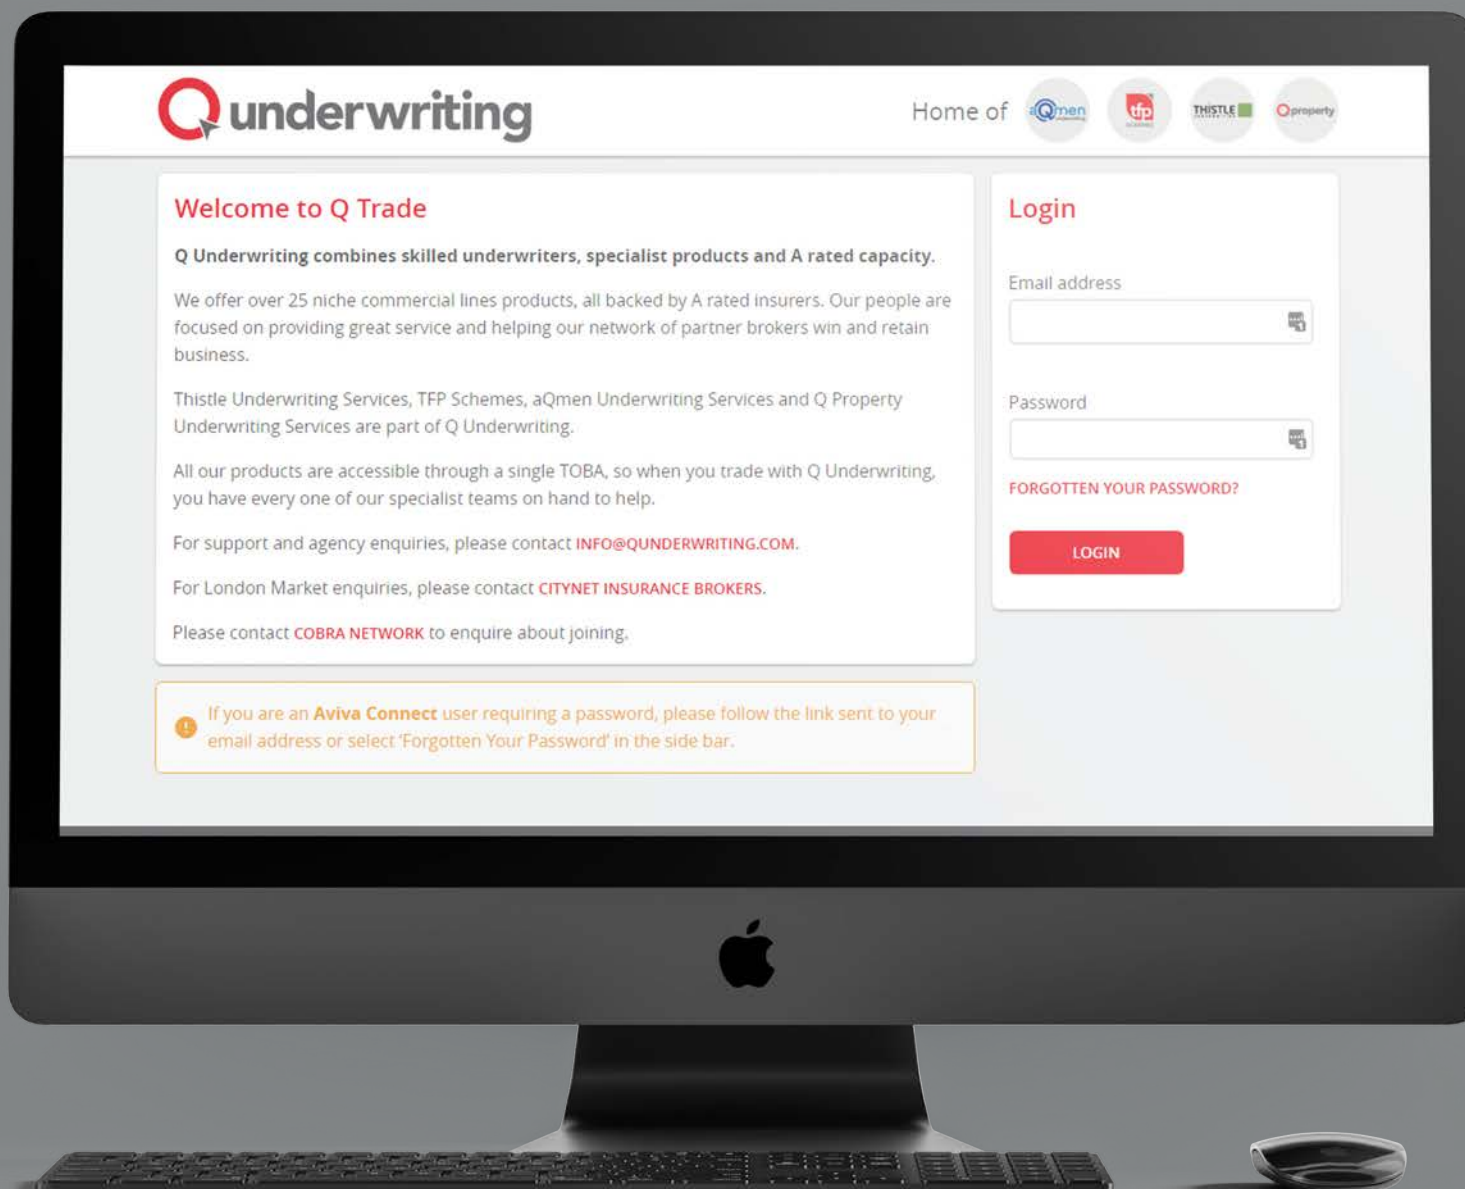 Q underwriting
Home of
aQmen
tfp
THISTLE
Q property
Welcome to Q Trade
Q Underwriting combines skilled underwriters, specialist products and A rated capacity.
We offer over 25 niche commercial lines products, all backed by A rated insurers. Our people are
focused on providing great service and helping our network of partner brokers win and retain
business.
Thistle Underwriting Services, TFP Schemes, aQmen Underwriting Services and Q Property
Underwriting Services are part of Q Underwriting.
All our products are accessible through a single TOBA, so when you trade with Q Underwriting,
you have every one of our specialist teams on hand to help.
For support and agency enquiries, please contact INFO@QUNDERWRITING.COM.
For London Market enquiries, please contact CITYNET INSURANCE BROKERS.
Please contact COBRA NETWORK to enquire about joining.
If you are an Aviva Connect user requiring a password, please follow the link sent to your
email address or select 'Forgotten Your Password' in the side bar.
Login
Email address
Password
FORGOTTEN YOUR PASSWORD?
LOGIN